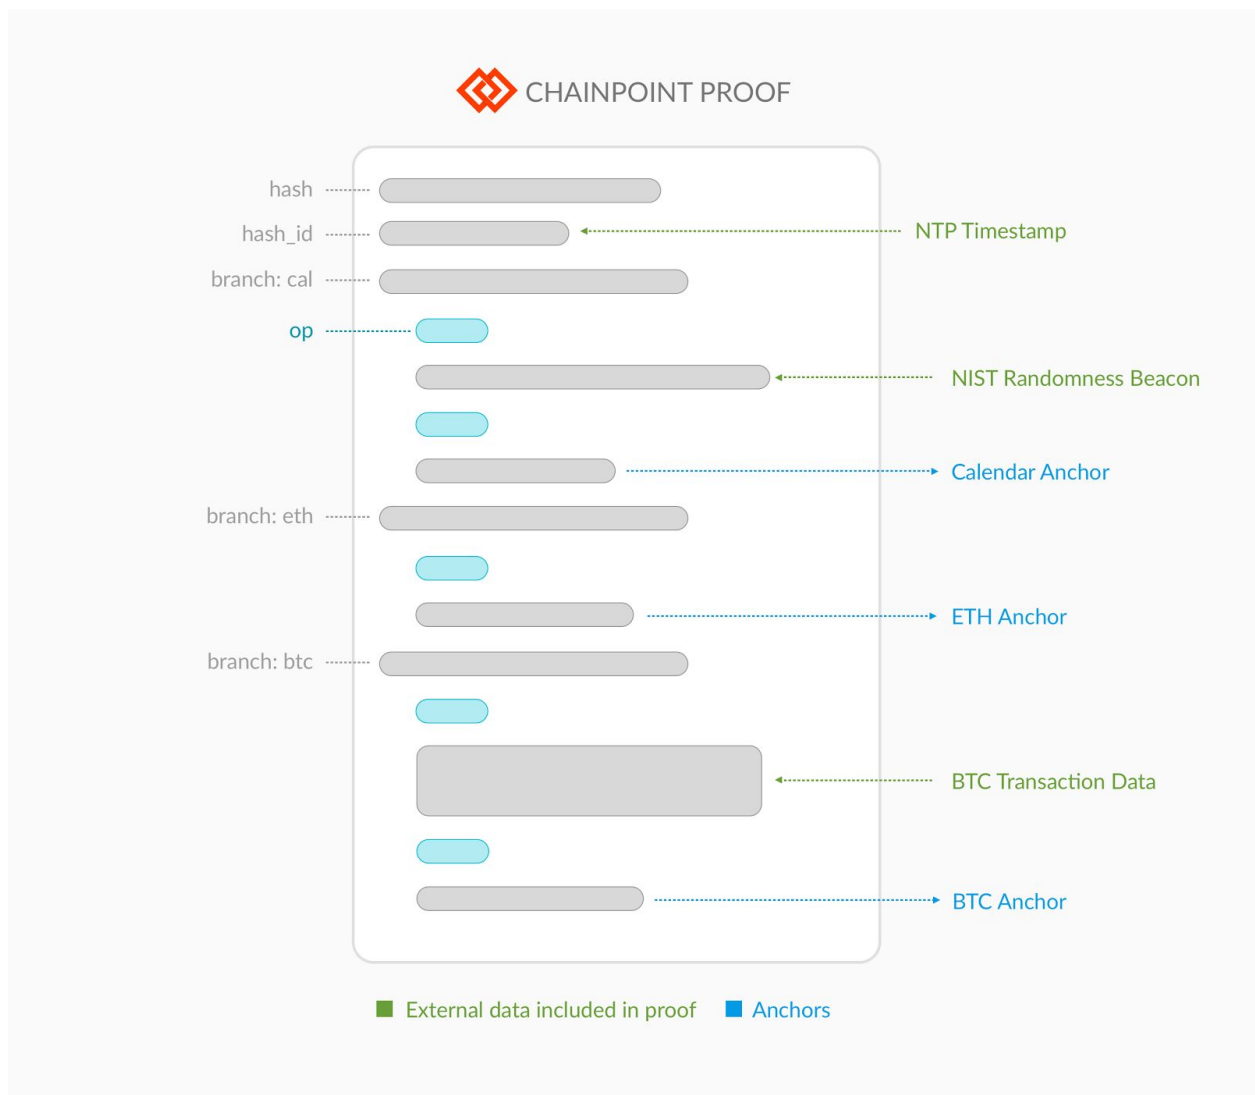 CHAINPOINT PROOF
hash
hash_id
NTP Timestamp
branch: cal
op
NIST Randomness Beacon
Calendar Anchor
branch: eth
ETH Anchor
branch: btc
BTC Transaction Data
BTC Anchor
External data included in proof
Anchors